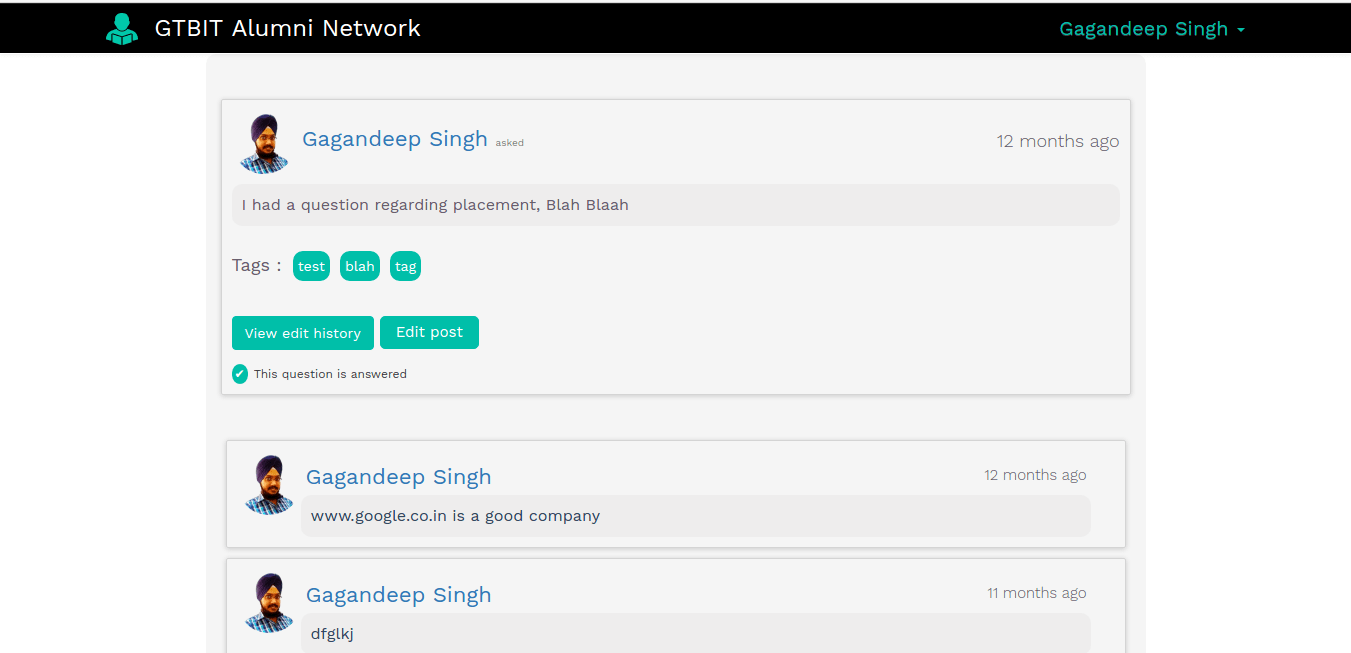 GTBIT Alumni Network
Gagandeep Singh
Gagandeep Singh asked
12 months ago
I had a question regarding placement, Blah Blaah
Tags : test blah tag
View edit history Edit post
This question is answered
Gagandeep Singh
12 months ago
www.google.co.in is a good company
Gagandeep Singh
11 months ago
dfglkj